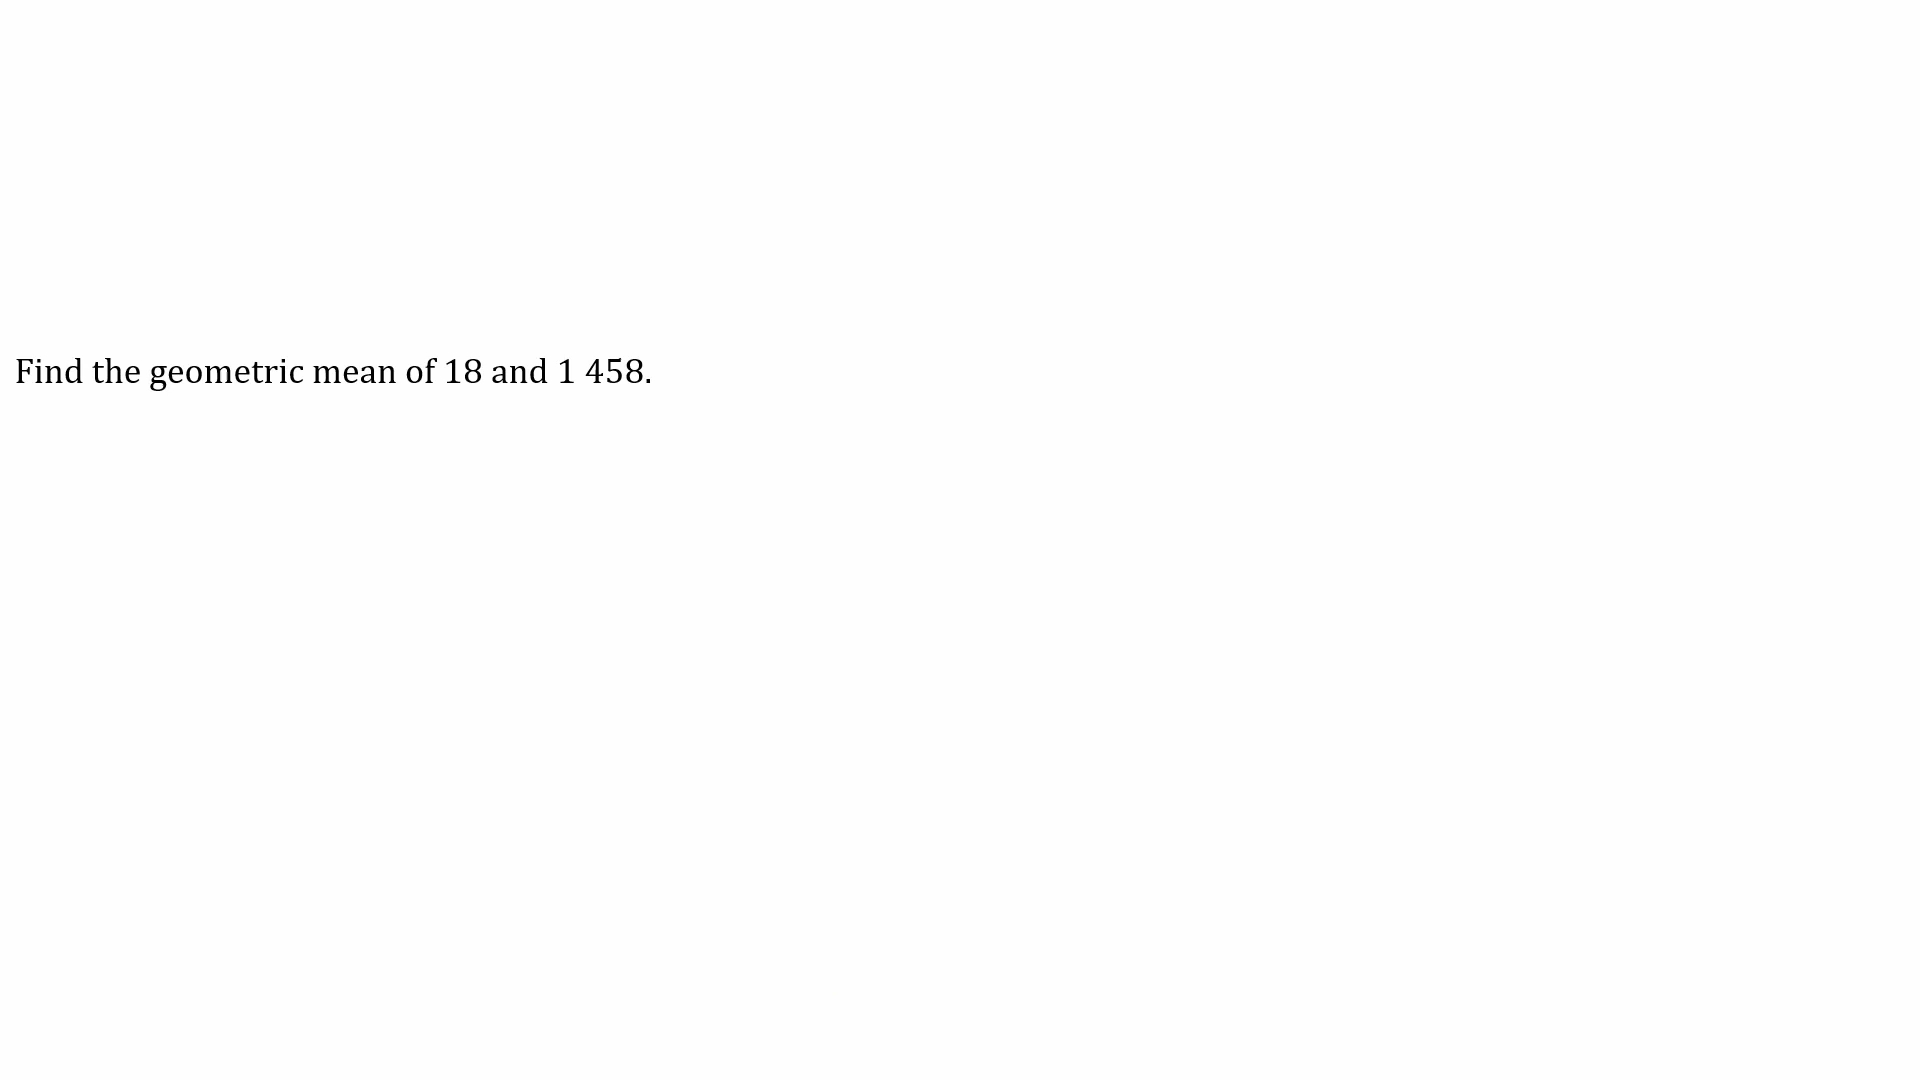 Find the geometric mean of 18 and 1 458.